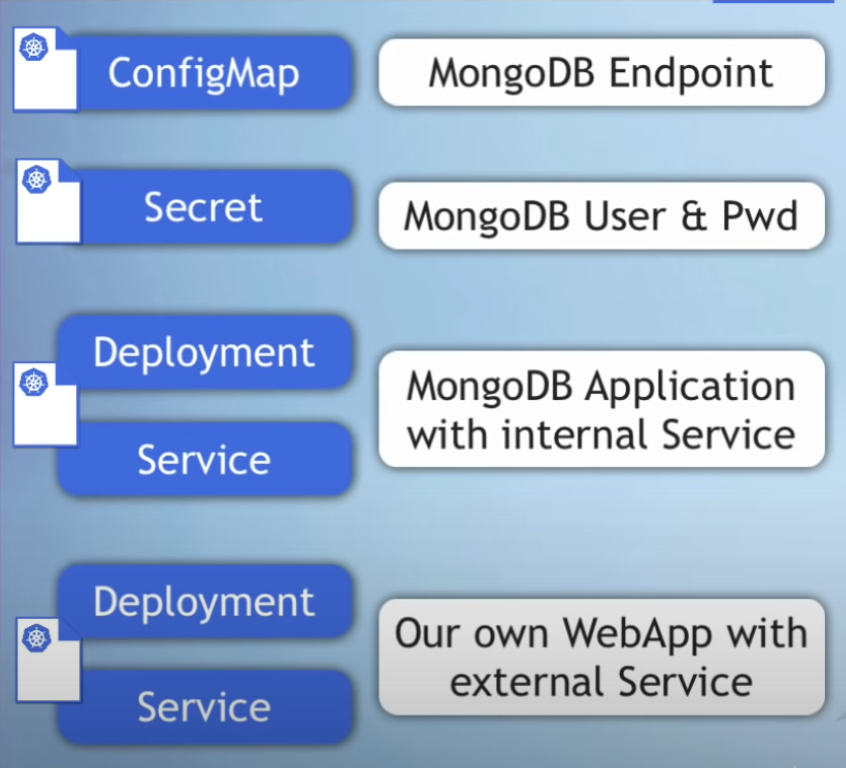 ConfigMap
MongoDB Endpoint
Secret
MongoDB User & Pwd
Deployment
Service
MongoDB Application
with internal Service
Deployment
Service
Our own WebApp with
external Service